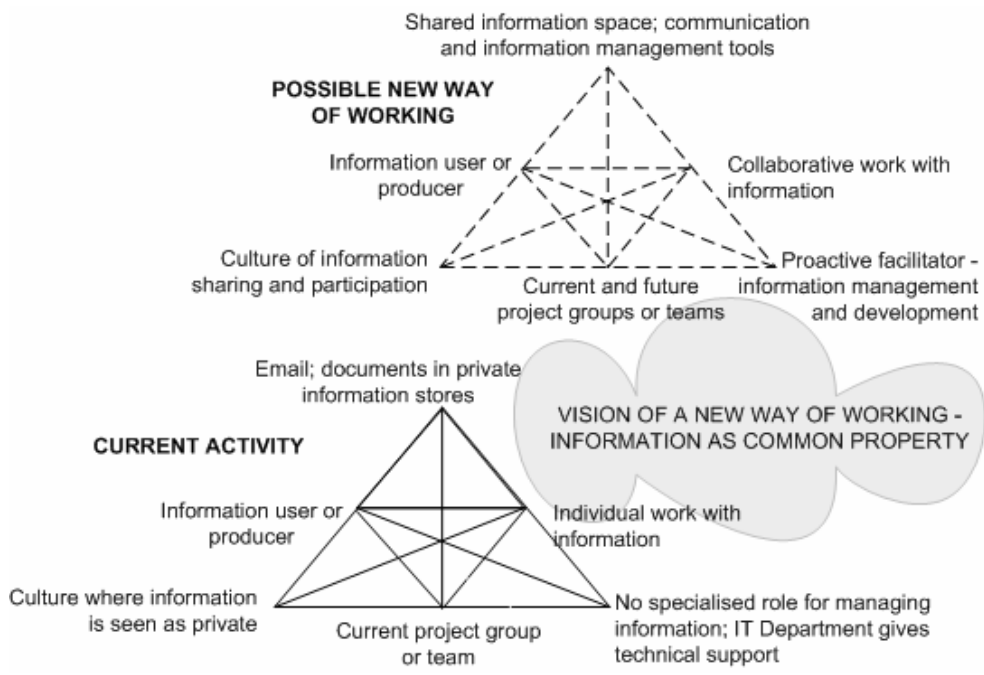 Shared information space; communication
and information management tools
POSSIBLE NEW WAY
OF WORKING
Information user or
producer
Collaborative work with
information
Culture of information
sharing and participation
Current and future
project groups or teams
Proactive facilitator -
information management
and development
Email; documents in private
information stores
VISION OF A NEW WAY OF WORKING -
INFORMATION AS COMMON PROPERTY
CURRENT ACTIVITY
Information user or
producer
Individual work with
information
Culture where information
is seen as private
Current project group
or team
No specialised role for managing
information; IT Department gives
technical support